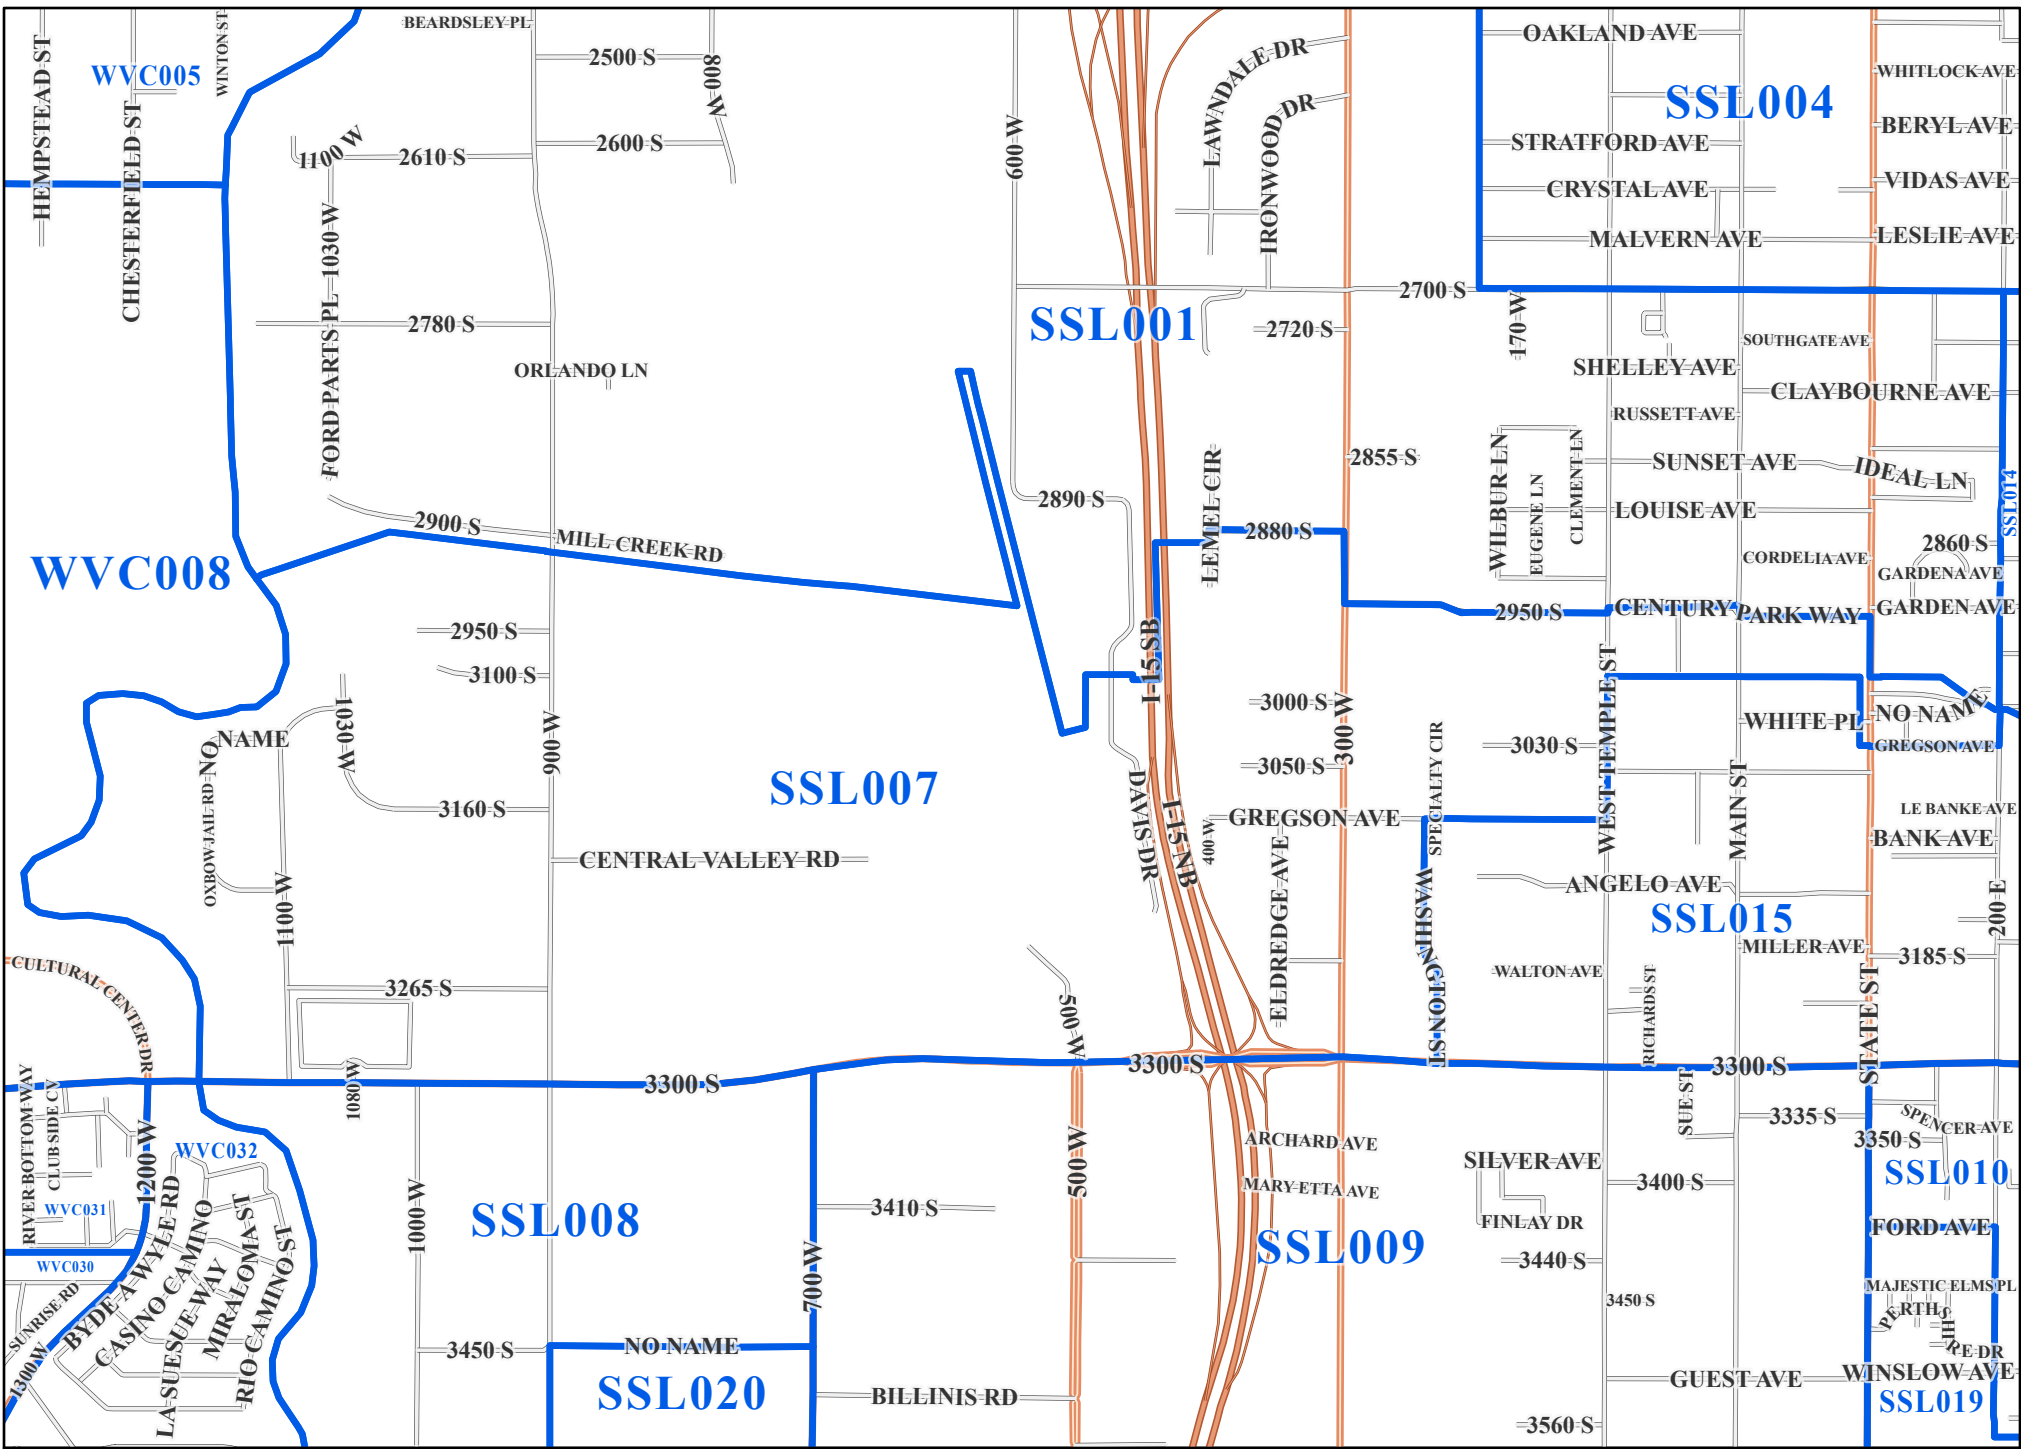 BEARDSLEY PL
HEMPSTEAD ST
WINTON ST
WVC005
2500 S
800 W
OAKLAND AVE
LAWNDALE DR
WHITLOCK AVE
CHESTERFIELD ST
SSL004
IRONWOOD DR
BERYL AVE
1100 W
2610 S
2600 S
600 W
STRATFORD AVE
CRYSTAL AVE
VIDAS AVE
1030 W
MALVERN AVE
LESLIE AVE
2700 S
FORD PARTS PL
2780 S
SSL001
2720 S
170 W
SOUTHGATE AVE
ORLANDO LN
SHELLEY AVE
CLAYBOURNE AVE
RUSSETT AVE
2855 S
WILBUR LN
CLEMENT LN
SUNSET AVE
IDEAL LN
LEMEL CIR
2890 S
EUGENE LN
LOUISE AVE
SSL014
2900 S
MILL CREEK RD
2880 S
2860 S
CORDELIA AVE
GARDENA AVE
WVC008
2950 S
CENTURY PARK WAY
GARDEN AVE
2950 S
I-15 SB
3100 S
WEST TEMPLE ST
3000 S
300 W
1030 W
NO NAME
900 W
WHITE PL
NO NAME
3030 S
GREGSON AVE
OXBOW JAIL RD
3050 S
SPECIALTY CIR
SSL007
DAVIS DR
I-15 NB
MAIN ST
3160 S
400 W
GREGSON AVE
LE BANKE AVE
BANK AVE
CENTRAL VALLEY RD
ELDREDGE AVE
WASHINGTON ST
ANGELO AVE
1100 W
SSL015
200 E
MILLER AVE
3185 S
CULTURAL CENTER DR
WALTON AVE
RICHARDS ST
STATE ST
3265 S
500 W
3300 S
3300 S
3300 S
1080 W
RIVER BOTTOM WAY
CLUB SIDE CV
SUE ST
3335 S
SPENCER AVE
3350 S
1200 W
WVC032
ARCHARD AVE
500 W
SILVER AVE
SSL010
MARY ETTA AVE
3400 S
WVC031
1000 W
SSL008
3410 S
FINLAY DR
FORD AVE
SSL009
WVC030
700 W
3440 S
MAJESTIC ELMS PL
SUNRISE RD
BYDE A WYLE RD
CASINO CAMINO
LA SUESUE WAY
MIRALOMA ST
RIO CAMINO ST
3450 S
PERTHSHIRE DR
3450 S
NO NAME
1300 W
GUEST AVE
WINSLOW AVE
SSL020
BILLINIS RD
SSL019
3560 S